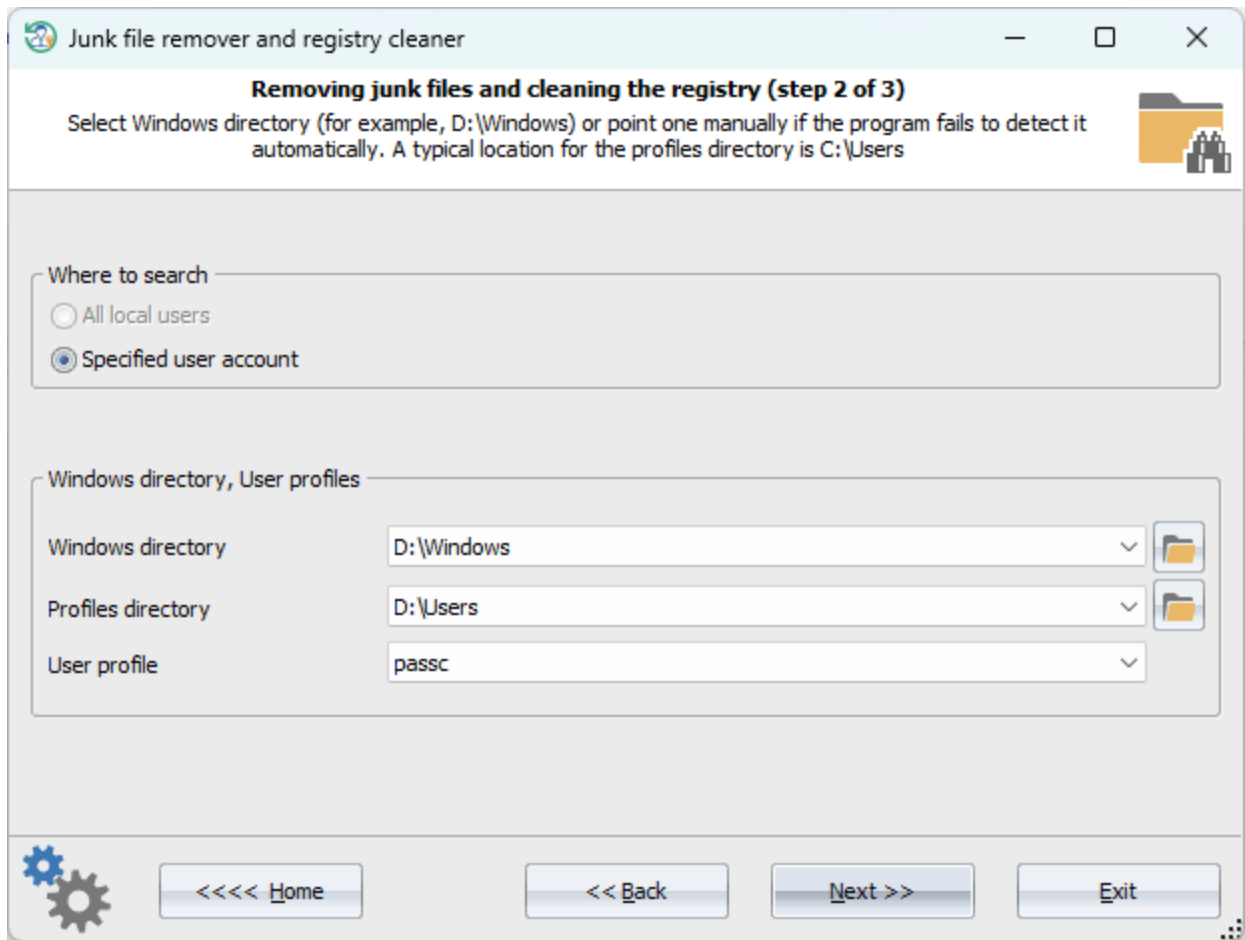 Junk file remover and registry cleaner
Removing junk files and cleaning the registry (step 2 of 3)
Select Windows directory (for example, D:\Windows) or point one manually if the program fails to detect it
automatically. A typical location for the profiles directory is C:\Users
Where to search
All local users
Specified user account
Windows directory, User profiles
Windows directory
D:\Windows
Profiles directory
D:\Users
User profile
passc
<<<< Home
<< Back
Next >>
Exit